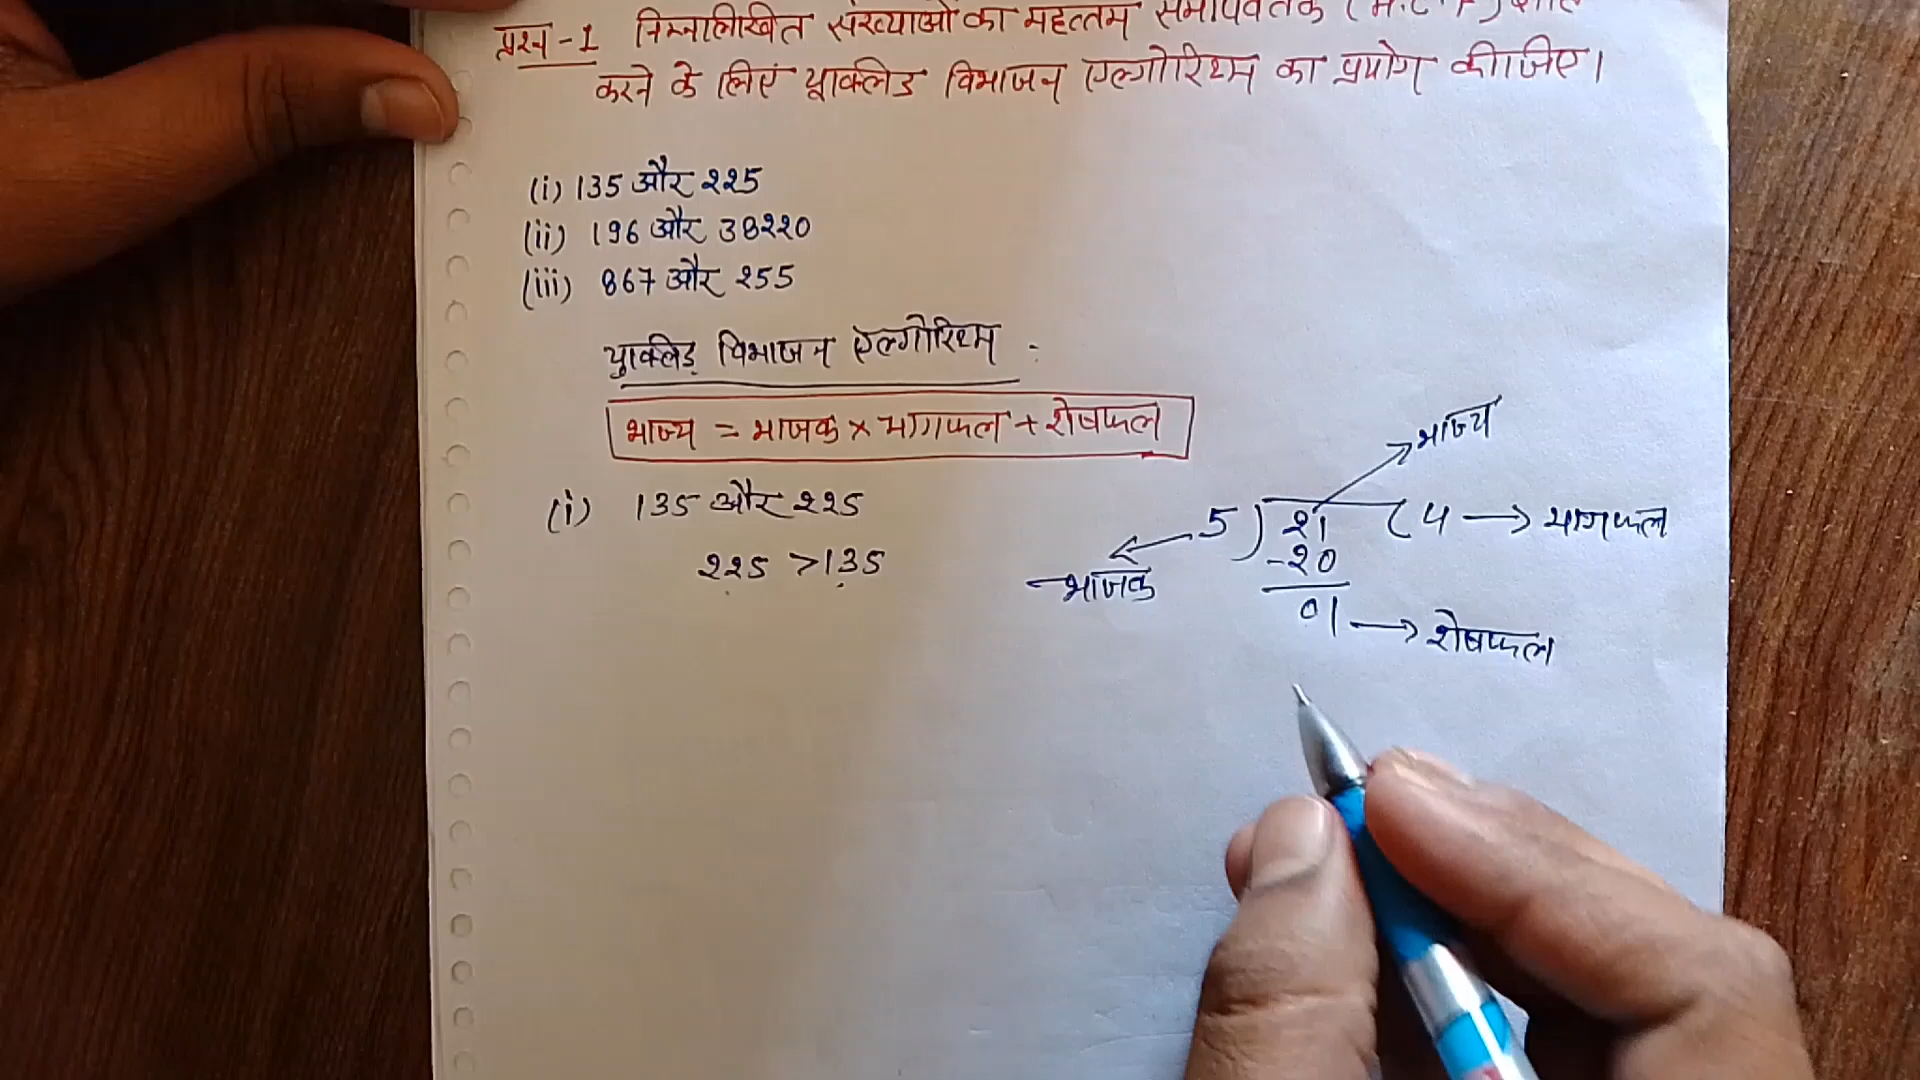 प्रश्न-1 निम्नलिखित संख्याओं का महत्तम समापवर्तक (H.C.F)
करने के लिएं यूक्लिड विभाजन एल्गोरिथ्म का प्रयोग कीजिए।
(i) 135 और 225
(ii) 196 और 38220
(iii) 867 और 255
युक्लिड विभाजन ऐल्गोरिथ्म -
भाज्य = भाजक × भागफल + शेषफल
(i) 135 और 225
225 > 135
भाज्य
5) 21 (4 → भागफल
-20
भाजक
01 → शेषफल